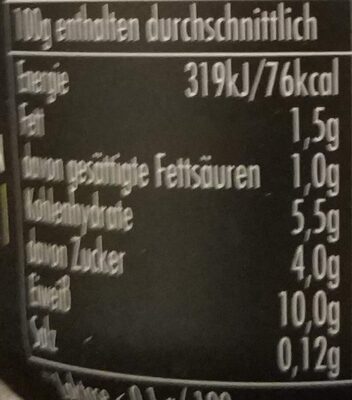 100g enthalten durchschnittlich
Energie 319kJ/76kcal
Fett 1,5g
davon gesättigte Fettsäuren 1,0g
Kohlenhydrate 5,5g
davon Zucker 4,0g
Eiweiß 10,0g
Salz 0,12g